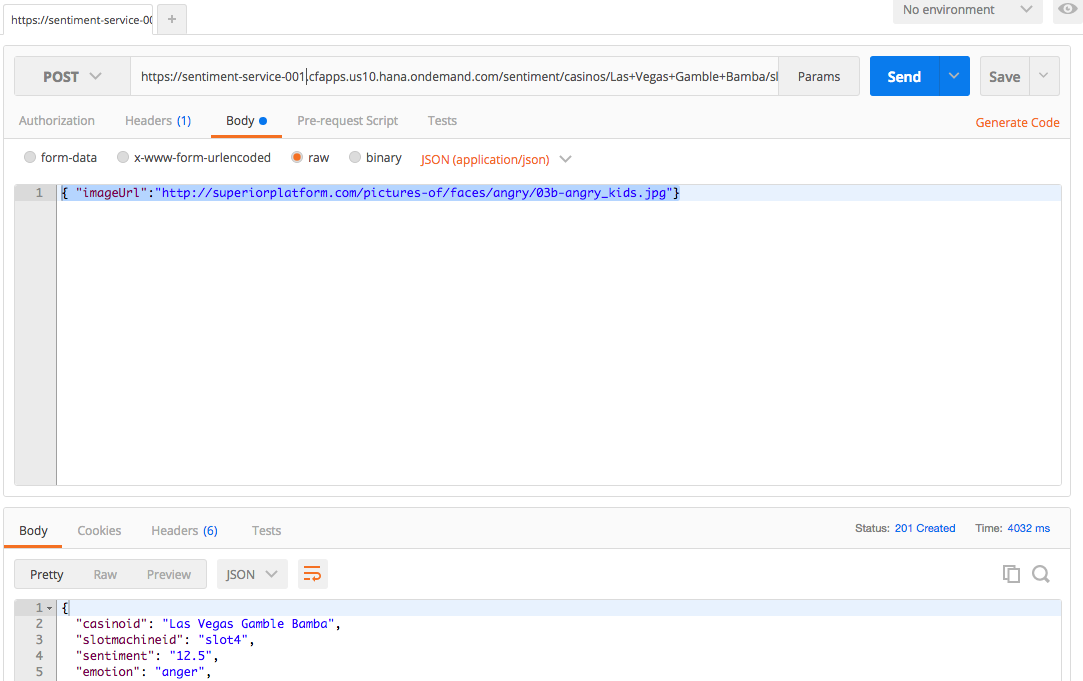 https://sentiment-service-00
+
No environment
POST
https://sentiment-service-001.cfapps.us10.hana.ondemand.com/sentiment/casinos/Las+Vegas+Gamble+Bamba/sl
Params
Send
Save
Authorization
Headers (1)
Body
Pre-request Script
Tests
Generate Code
form-data
x-www-form-urlencoded
raw
binary
JSON (application/json)
1 { "imageUrl":"http://superiorplatform.com/pictures-of/faces/angry/03b-angry_kids.jpg"}
Body
Cookies
Headers (6)
Tests
Status: 201 Created
Time: 4032 ms
Pretty
Raw
Preview
JSON
1 {
2 "casinoid": "Las Vegas Gamble Bamba",
3 "slotmachineid": "slot4",
4 "sentiment": "12.5",
5 "emotion": "anger",